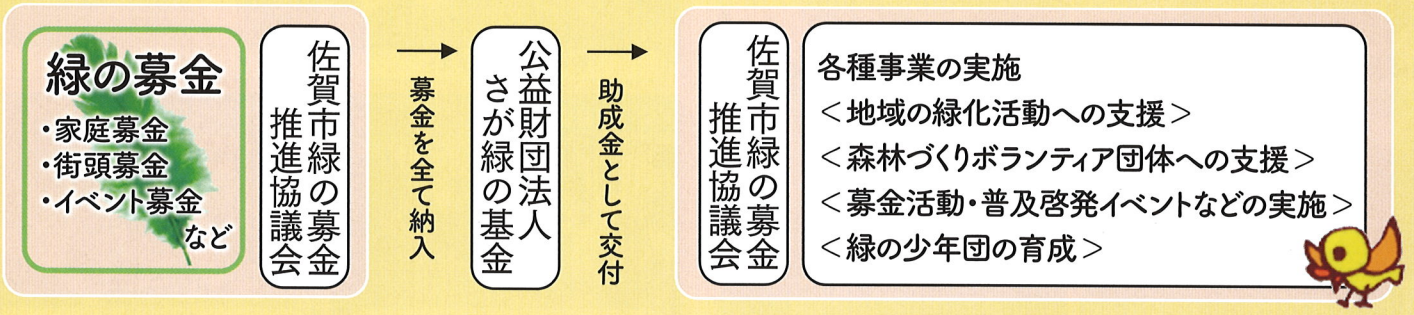 緑の募金
・家庭募金
・街頭募金
・イベント募金
など
佐賀市緑の募金
推進協議会
募金を全て納入
公益財団法人
さが緑の基金
助成金として交付
佐賀市緑の募金
推進協議会
各種事業の実施
＜地域の緑化活動への支援＞
＜森林づくりボランティア団体への支援＞
＜募金活動・普及啓発イベントなどの実施＞
＜緑の少年団の育成＞